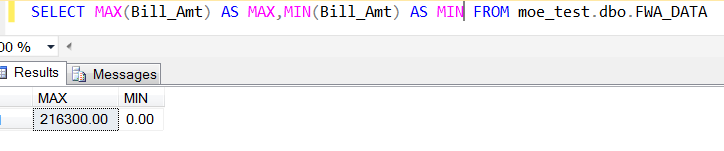 SELECT MAX(Bill_Amt) AS MAX,MIN(Bill_Amt) AS MIN FROM moe_test.dbo.FWA_DATA
00 %
Results Messages
MAX MIN
216300.00 0.00